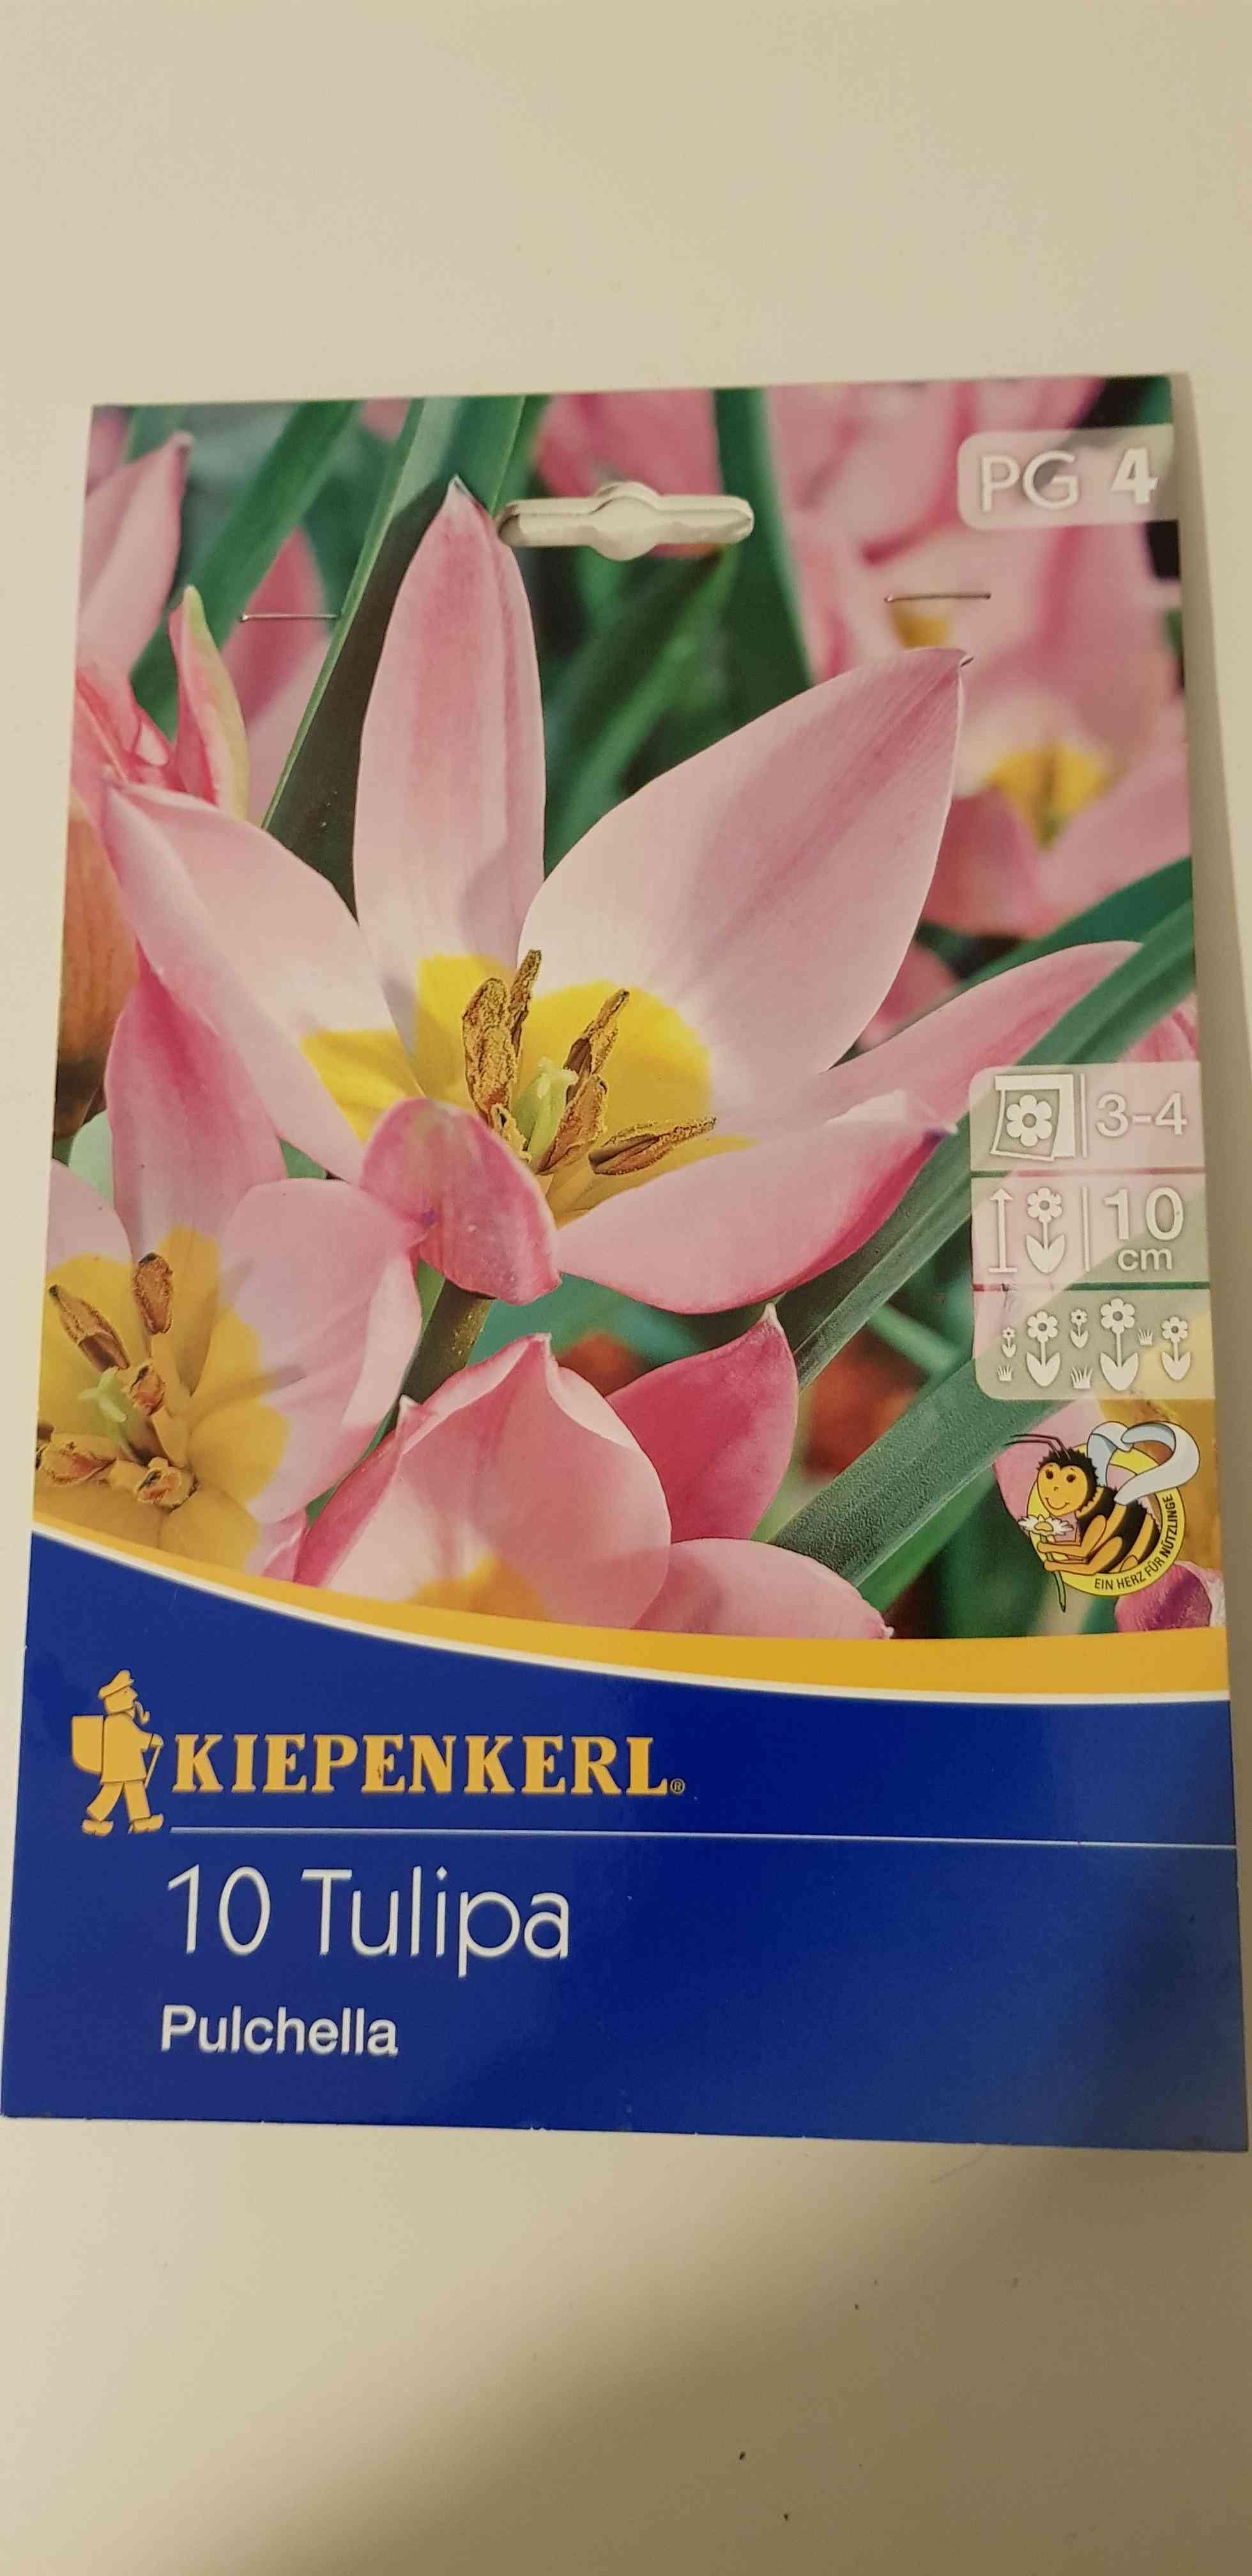 PG 4
3-4
10
cm
EIN HERZ FÜR NÜTZLINGE
KIEPENKERL®
10 Tulipa
Pulchella